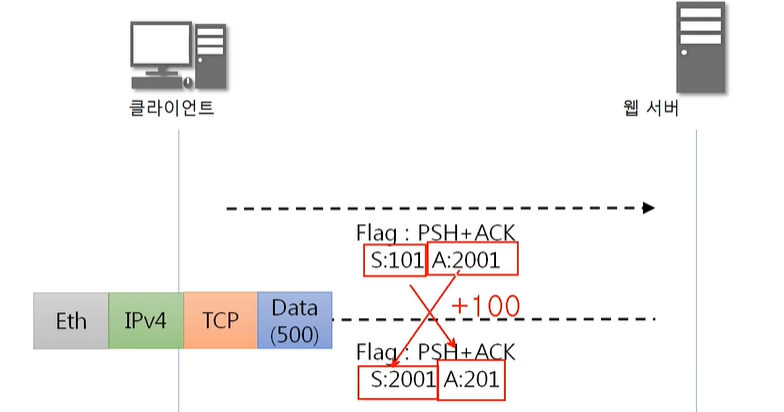 클라이언트
웹 서버
Flag : PSH+ACK
S:101 A:2001
+100
Eth IPv4 TCP Data
(500)
Flag : PSH+ACK
S:2001 A:201